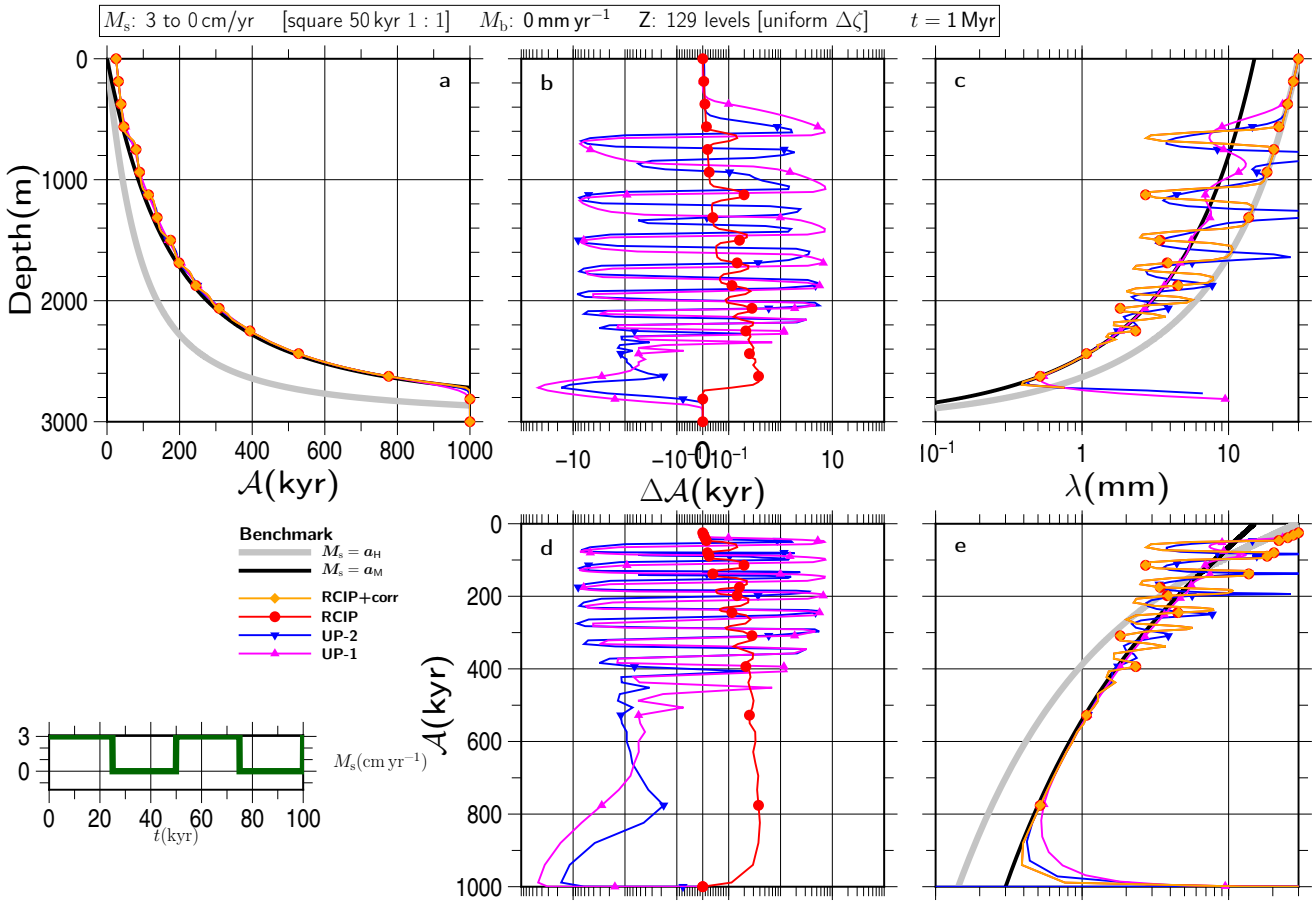 Mₛ: 3 to 0 cm/yr [square 50 kyr 1 : 1] M_b: 0 mm yr⁻¹ Z: 129 levels [uniform Δζ] t = 1 Myr
a b c
0
1000
2000
3000
Depth(m)
0 200 400 600 800 1000
𝒜(kyr)
−10 −10⁻¹ 0 10⁻¹ 10
Δ𝒜(kyr)
10⁻¹ 1 10
λ(mm)
Benchmark
Mₛ = a_H
Mₛ = a_M
RCIP+corr
RCIP
UP-2
UP-1
3
0
Mₛ(cm yr⁻¹)
0 20 40 60 80 100
t(kyr)
d e
0
200
400
600
800
1000
𝒜(kyr)